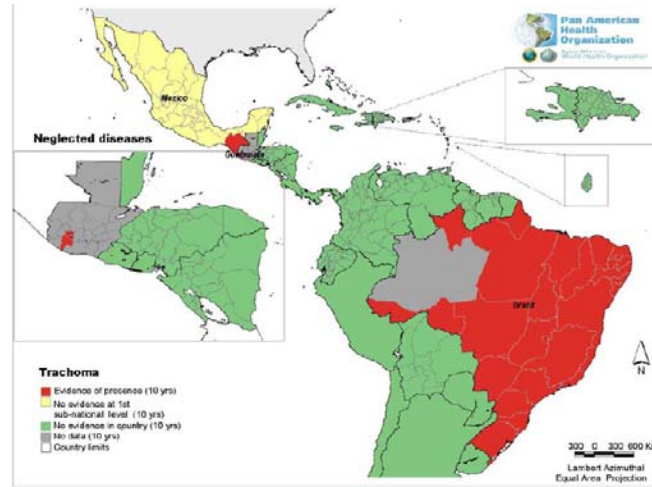 Pan American
Health
Organization
World Health Organization
Mexico
Neglected diseases
Guatemala
Brazil
Trachoma
Evidence of presence (10 yrs)
No evidence at 1st
sub-national level (10 yrs)
No evidence in country (10 yrs)
No data (10 yrs)
Country limits
N
300 0 300 600 K
Lambert Azimuthal
Equal Area Projection